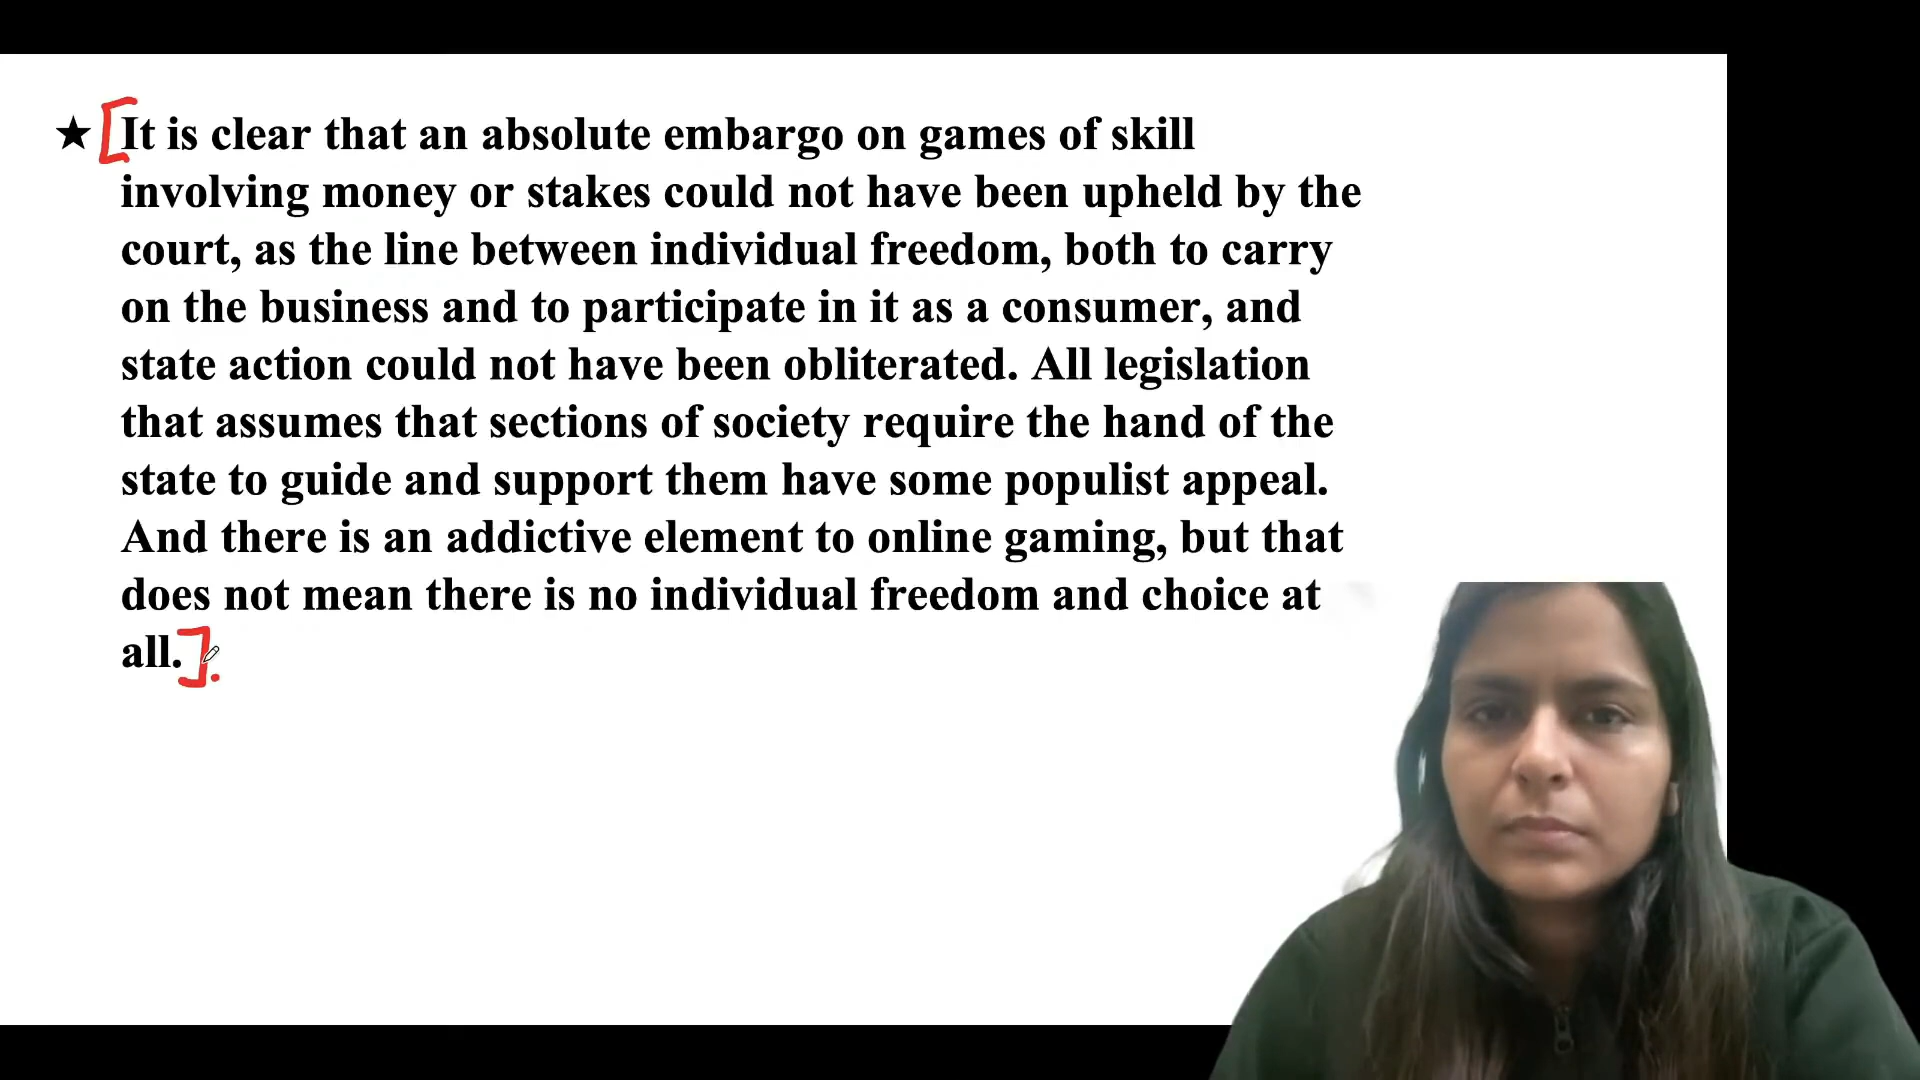 ★ [It is clear that an absolute embargo on games of skill
involving money or stakes could not have been upheld by the
court, as the line between individual freedom, both to carry
on the business and to participate in it as a consumer, and
state action could not have been obliterated. All legislation
that assumes that sections of society require the hand of the
state to guide and support them have some populist appeal.
And there is an addictive element to online gaming, but that
does not mean there is no individual freedom and choice at
all.].